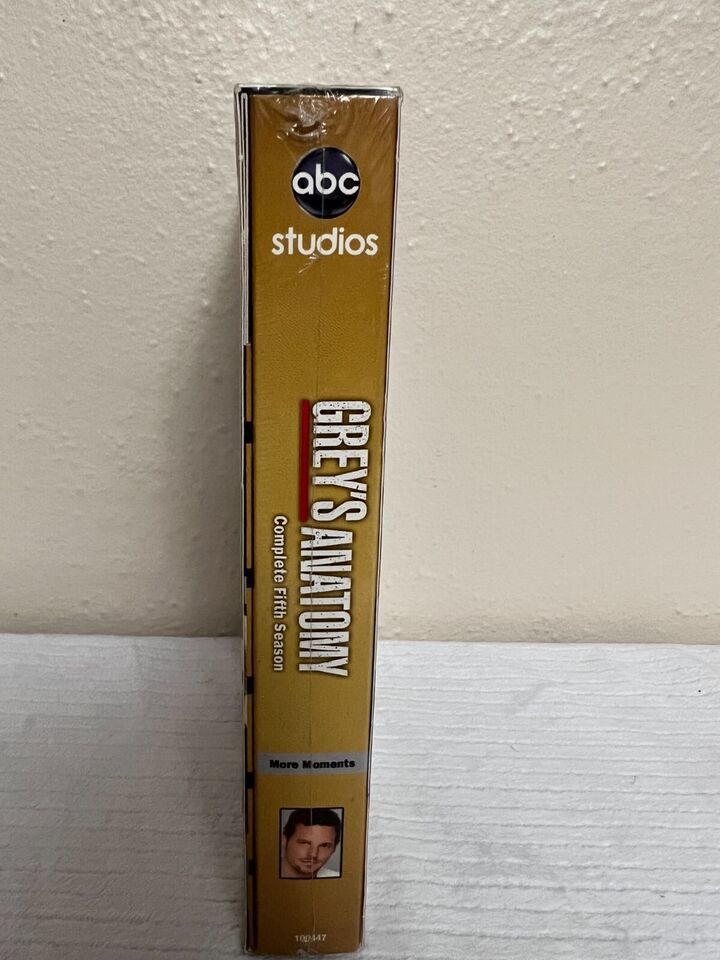 abc
studios
GREY'S ANATOMY
Complete Fifth Season
More Moments
100447